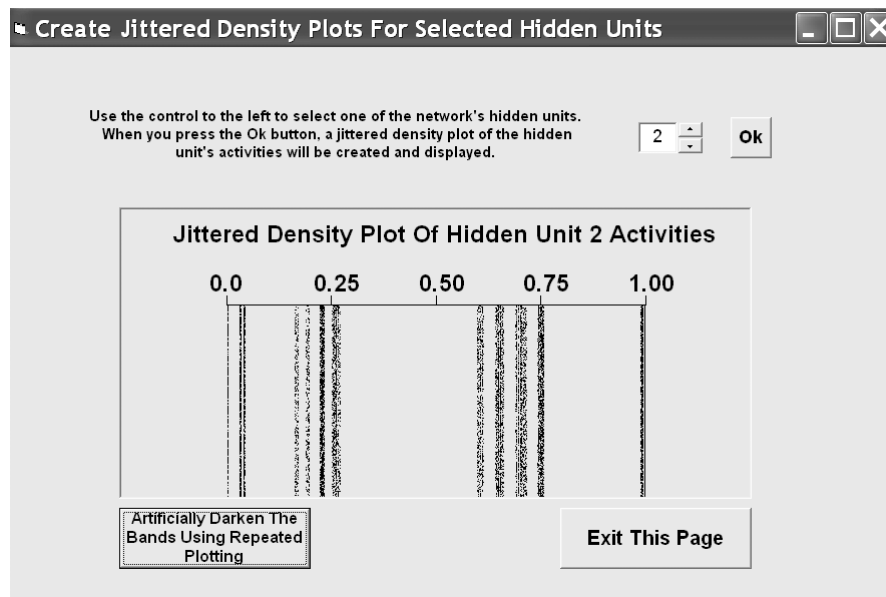 Create Jittered Density Plots For Selected Hidden Units
Use the control to the left to select one of the network's hidden units.
When you press the Ok button, a jittered density plot of the hidden
unit's activities will be created and displayed.
2
Ok
Jittered Density Plot Of Hidden Unit 2 Activities
0.0 0.25 0.50 0.75 1.00
Artificially Darken The
Bands Using Repeated
Plotting
Exit This Page